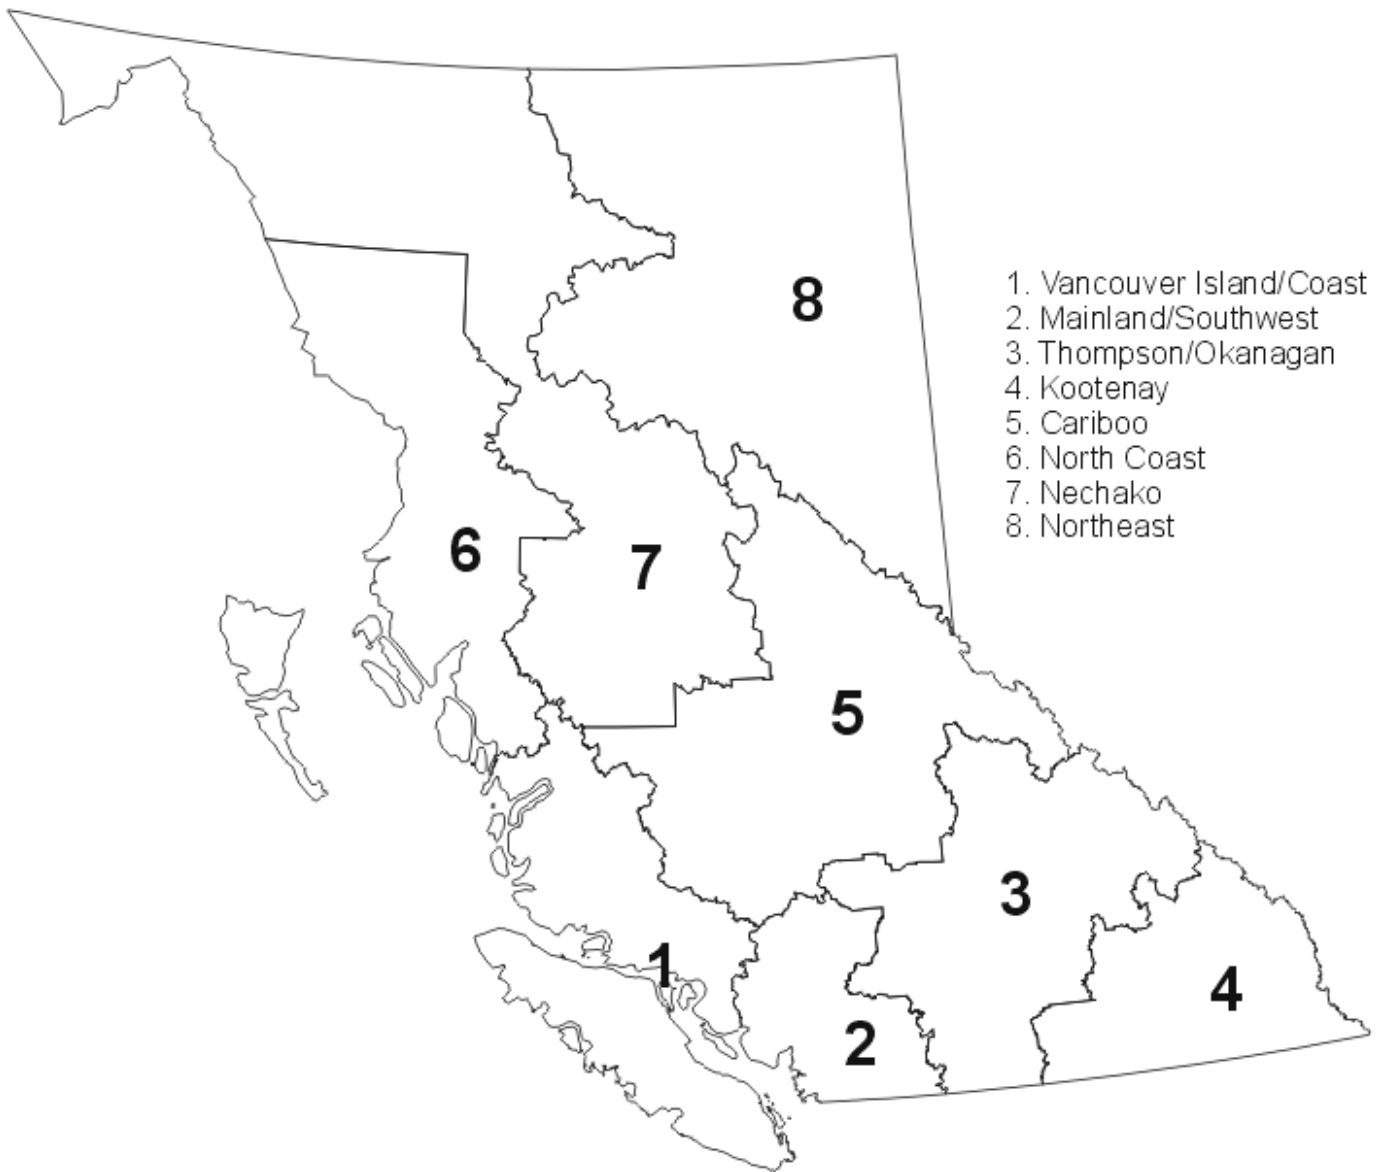 8
1. Vancouver Island/Coast
2. Mainland/Southwest
3. Thompson/Okanagan
4. Kootenay
5. Cariboo
6. North Coast
7. Nechako
8. Northeast
6
7
5
3
1
4
2